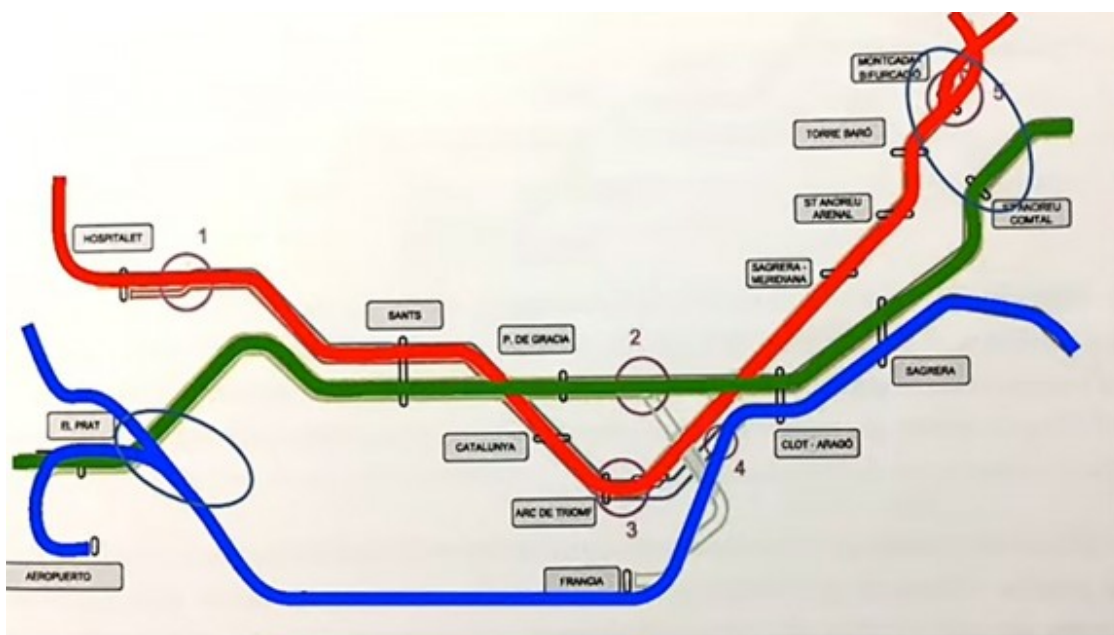 MONTCADA -
BIFURCACIÓ
5
TORRE BARÓ
ST ANDREU
ARENAL
ST ANDREU
COMTAL
HOSPITALET
1
SAGRERA -
MERIDIANA
SANTS
P. DE GRACIA
2
SAGRERA
EL PRAT
CATALUNYA
CLOT - ARAGÓ
4
ARC DE TRIOMF
3
AEROPUERTO
FRANCIA